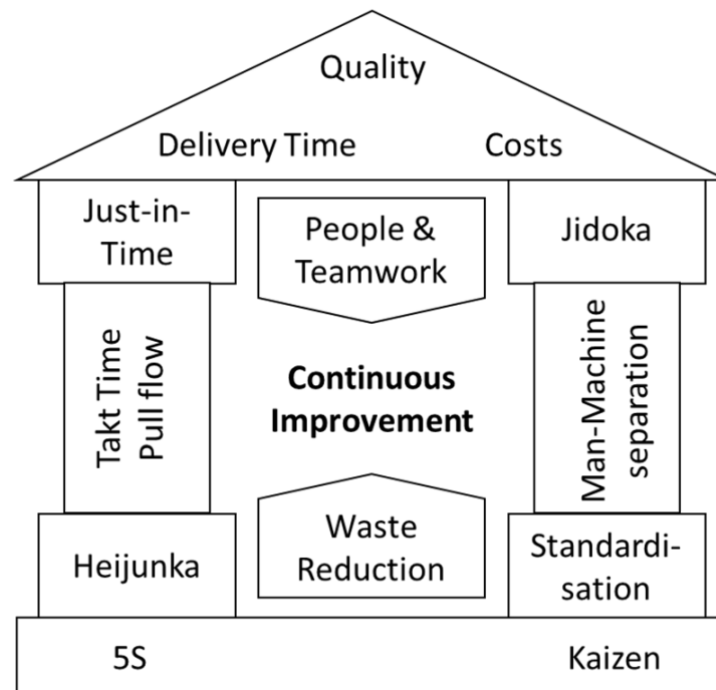 Quality
Delivery Time Costs
Just-in-
Time
People &
Teamwork
Jidoka
Takt Time
Pull flow
Continuous
Improvement
Man-Machine
separation
Heijunka
Waste
Reduction
Standardi-
sation
5S Kaizen